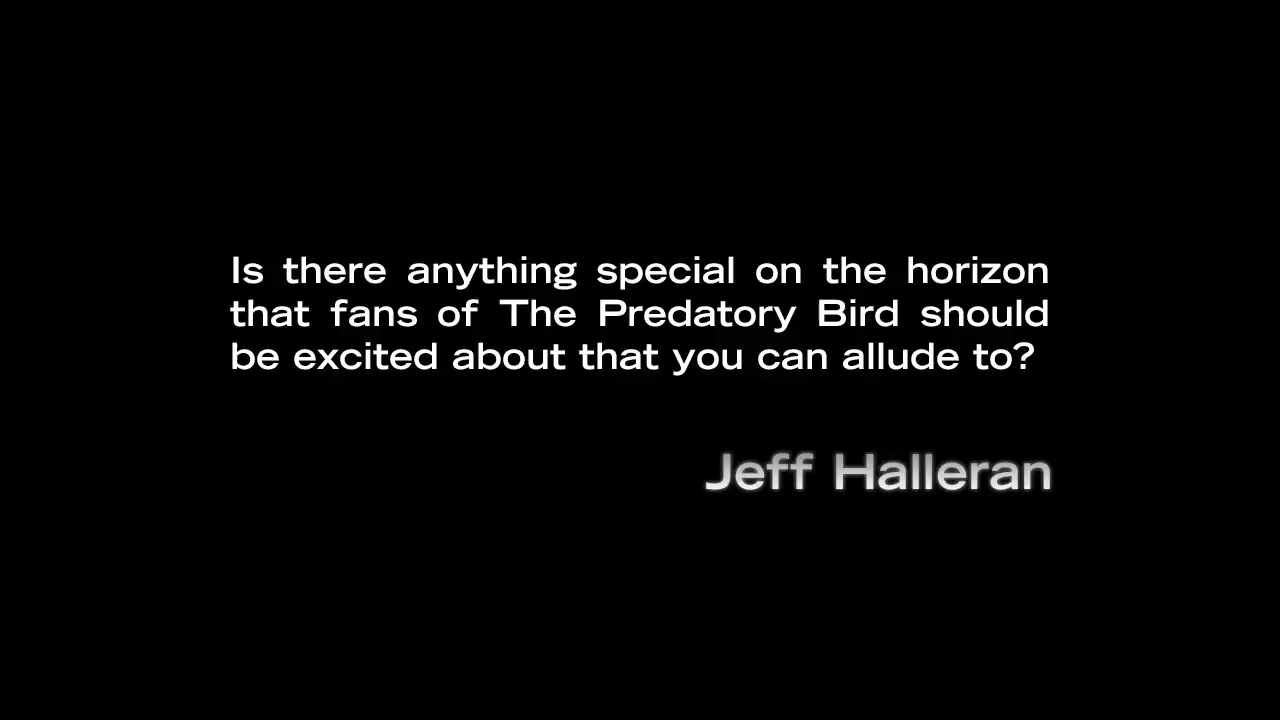 Is there anything special on the horizon
that fans of The Predatory Bird should
be excited about that you can allude to?
Jeff Halleran